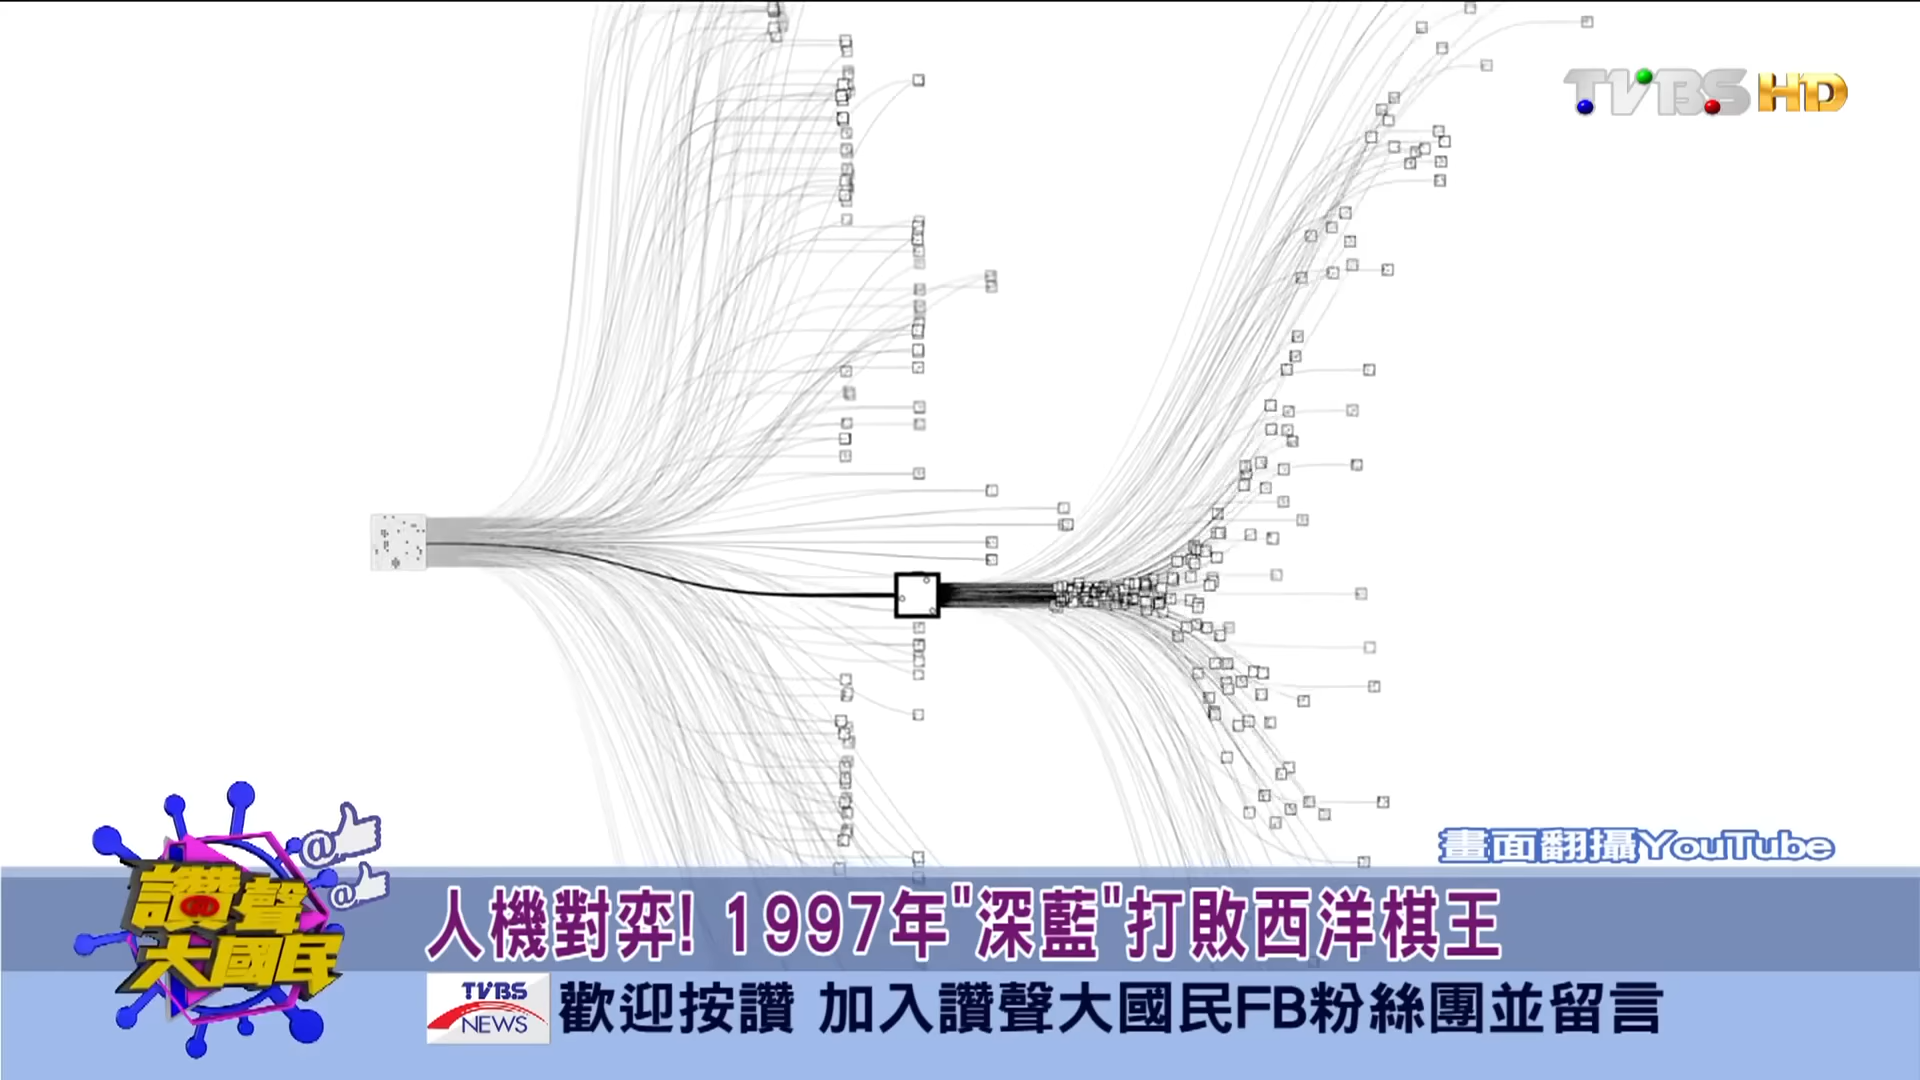 TVBS HD
畫面翻攝YouTube
讚聲
大國民
@
@
人機對弈! 1997年"深藍"打敗西洋棋王
TVBS
NEWS
歡迎按讚 加入讚聲大國民FB粉絲團並留言